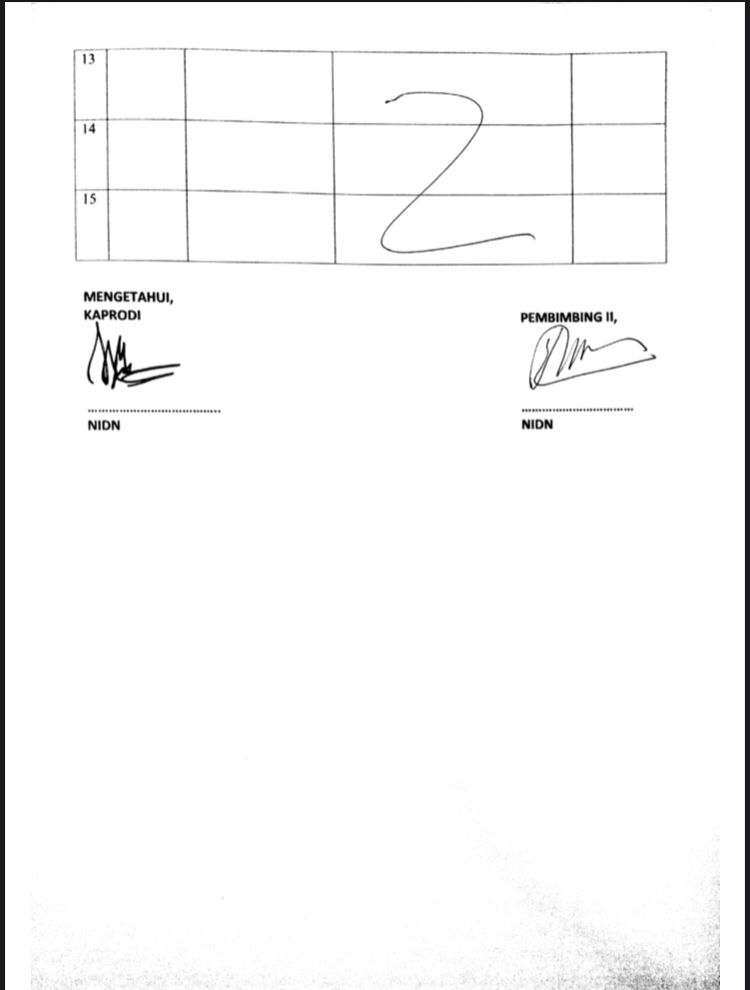 13
14
15
MENGETAHUI,
KAPRODI
PEMBIMBING II,
........................................
NIDN
..................................
NIDN